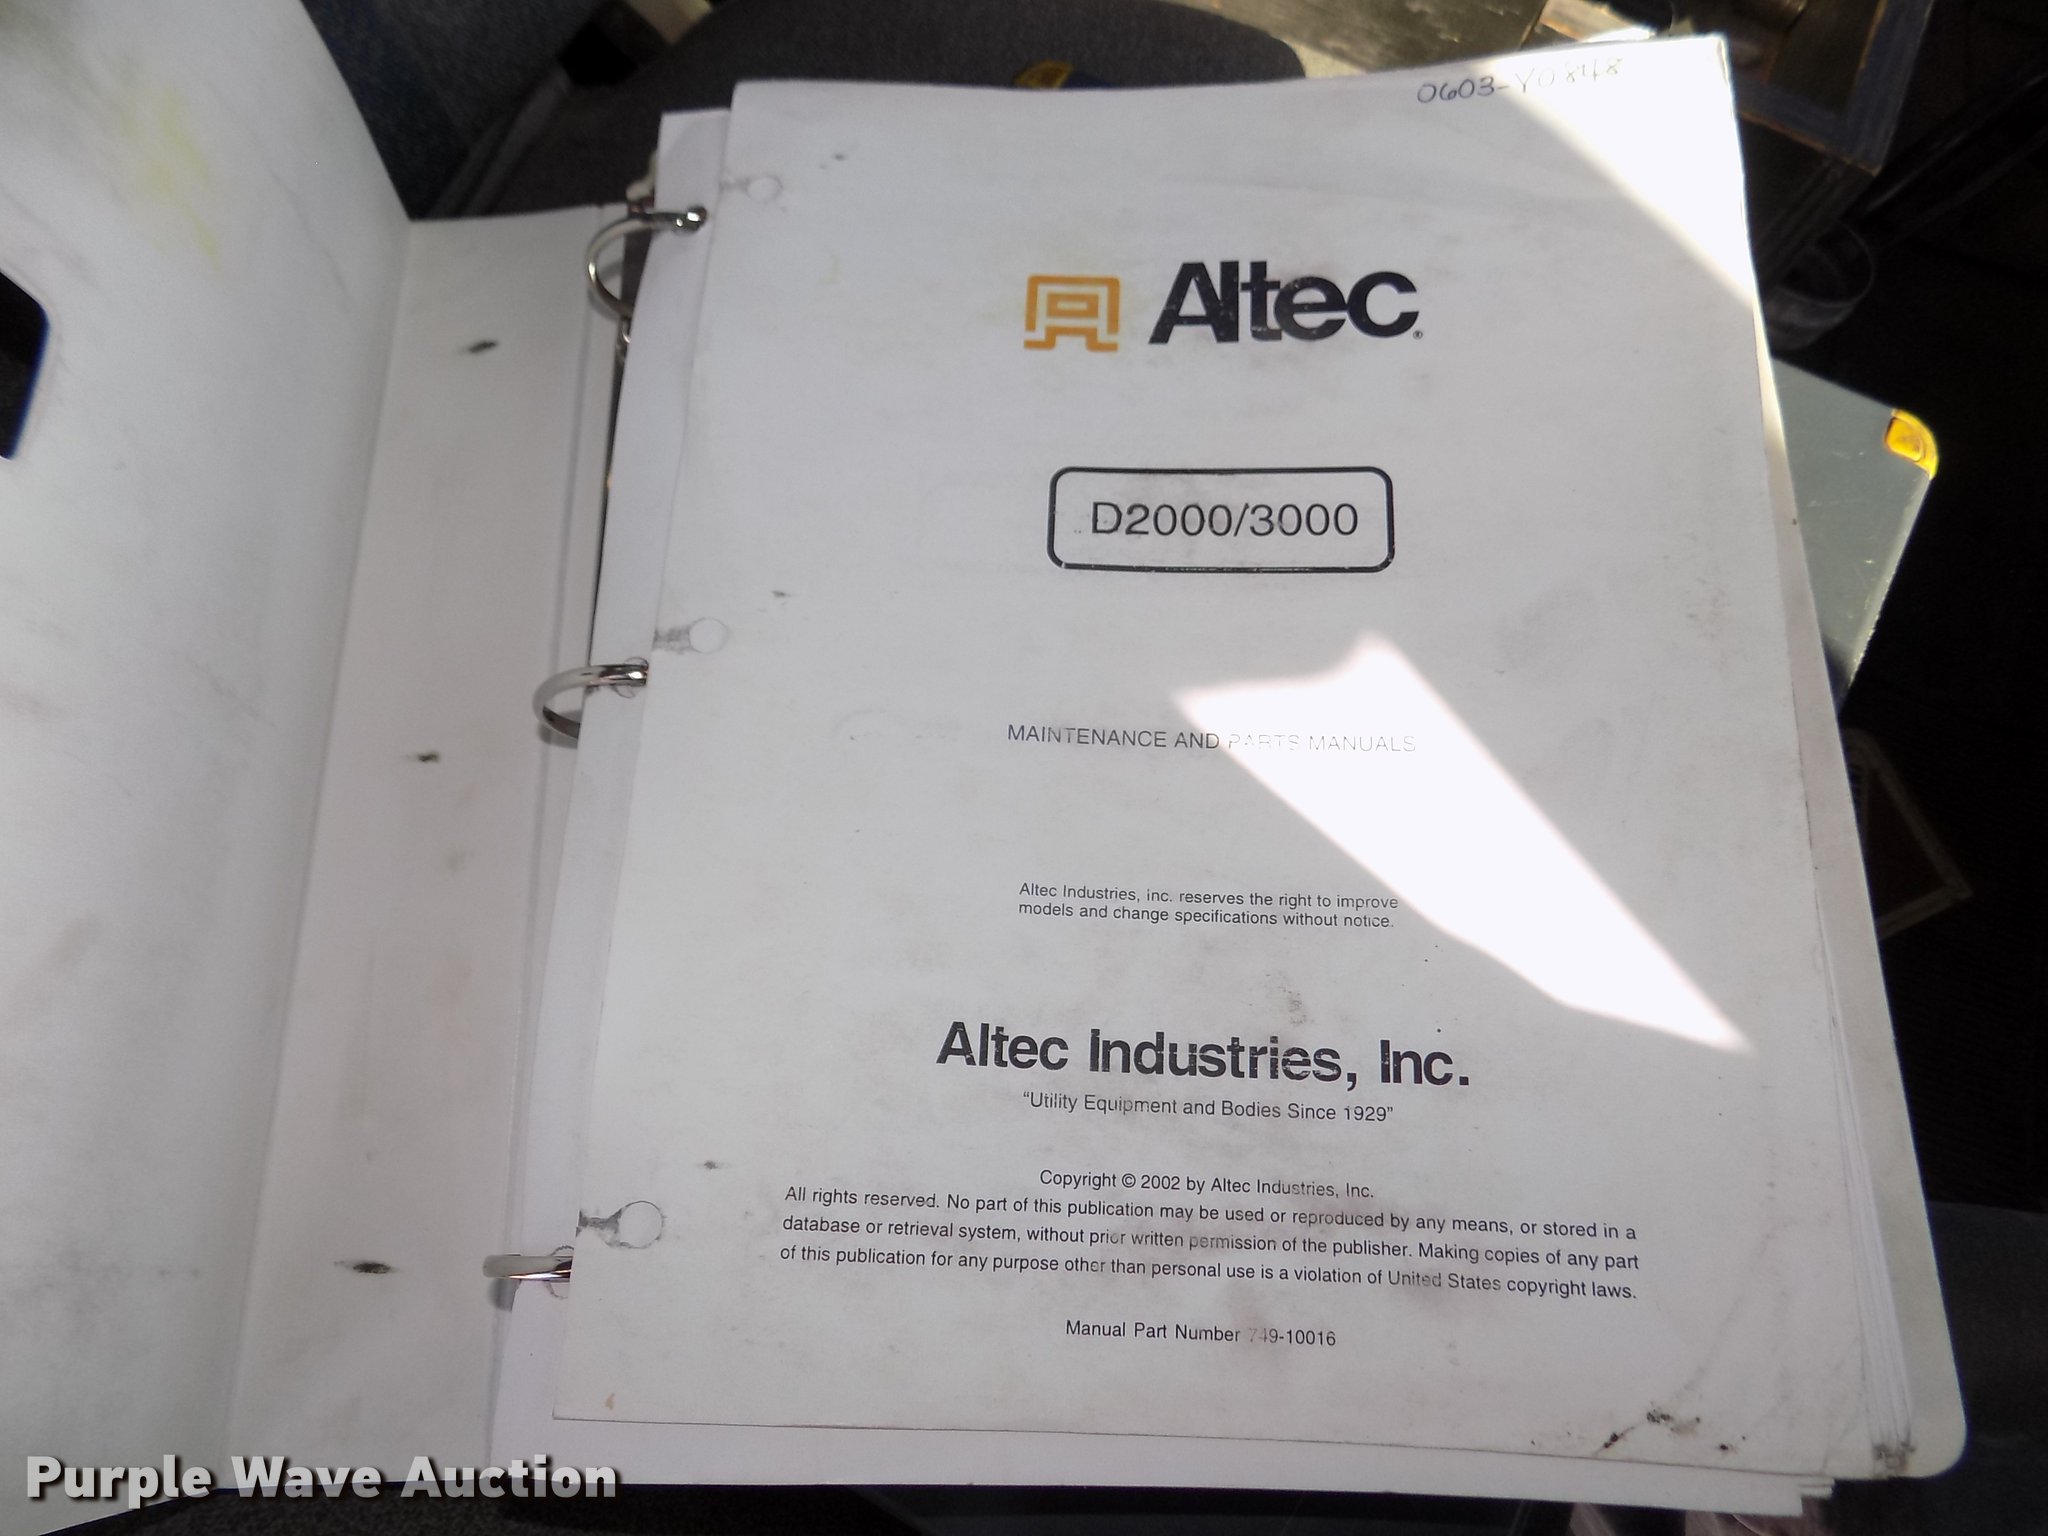 0603-Y0848
Altec®
D2000/3000
MAINTENANCE AND PARTS MANUALS
Altec Industries, inc. reserves the right to improve
models and change specifications without notice.
Altec Industries, Inc.
“Utility Equipment and Bodies Since 1929”
Copyright © 2002 by Altec Industries, Inc.
All rights reserved. No part of this publication may be used or reproduced by any means, or stored in a
database or retrieval system, without prior written permission of the publisher. Making copies of any part
of this publication for any purpose other than personal use is a violation of United States copyright laws.
Manual Part Number 749-10016
Purple Wave Auction